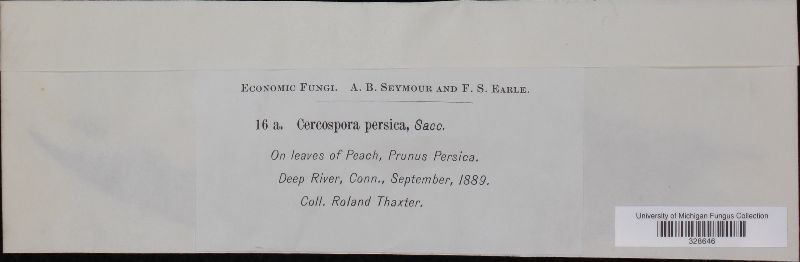 Economic Fungi. A. B. Seymour and F. S. Earle.
16 a. Cercospora persica, Sacc.
On leaves of Peach, Prunus Persica.
Deep River, Conn., September, 1889.
Coll. Roland Thaxter.
University of Michigan Fungus Collection
328646